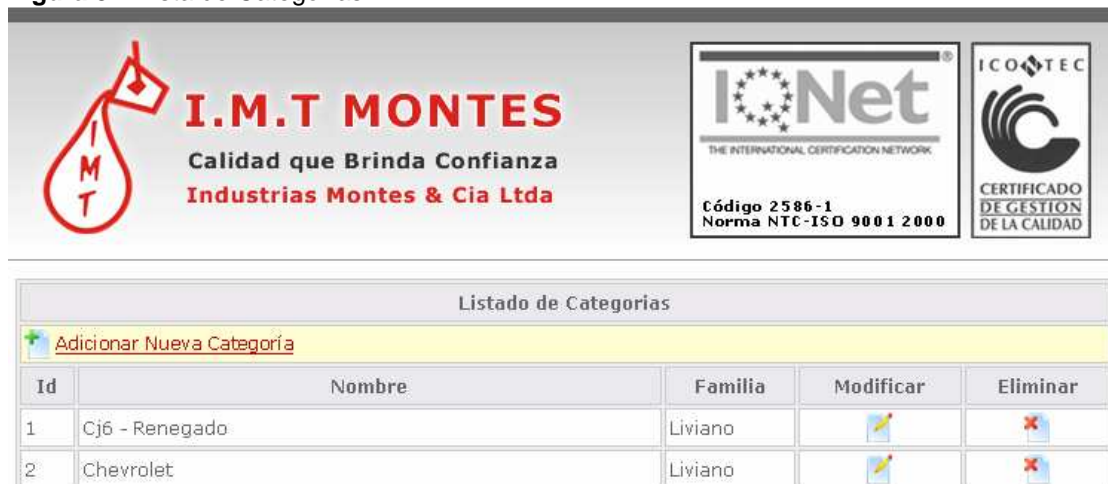 I
M
T
I.M.T MONTES
Calidad que Brinda Confianza
Industrias Montes & Cia Ltda
IQNet ®
THE INTERNATIONAL CERTIFICATION NETWORK
Código 2586-1
Norma NTC-ISO 9001 2000
ICONTEC
CERTIFICADO
DE GESTION
DE LA CALIDAD
Listado de Categorias
Adicionar Nueva Categoría
Id Nombre Familia Modificar Eliminar
1 Cj6 - Renegado Liviano
2 Chevrolet Liviano